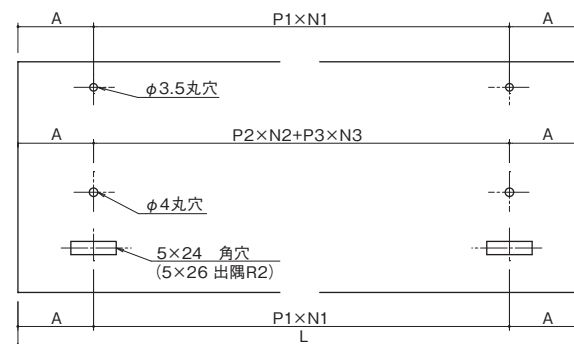 A P1×N1 A
φ3.5丸穴
A P2×N2+P3×N3 A
φ4丸穴
5×24 角穴
(5×26 出隅R2)
A P1×N1 A
L